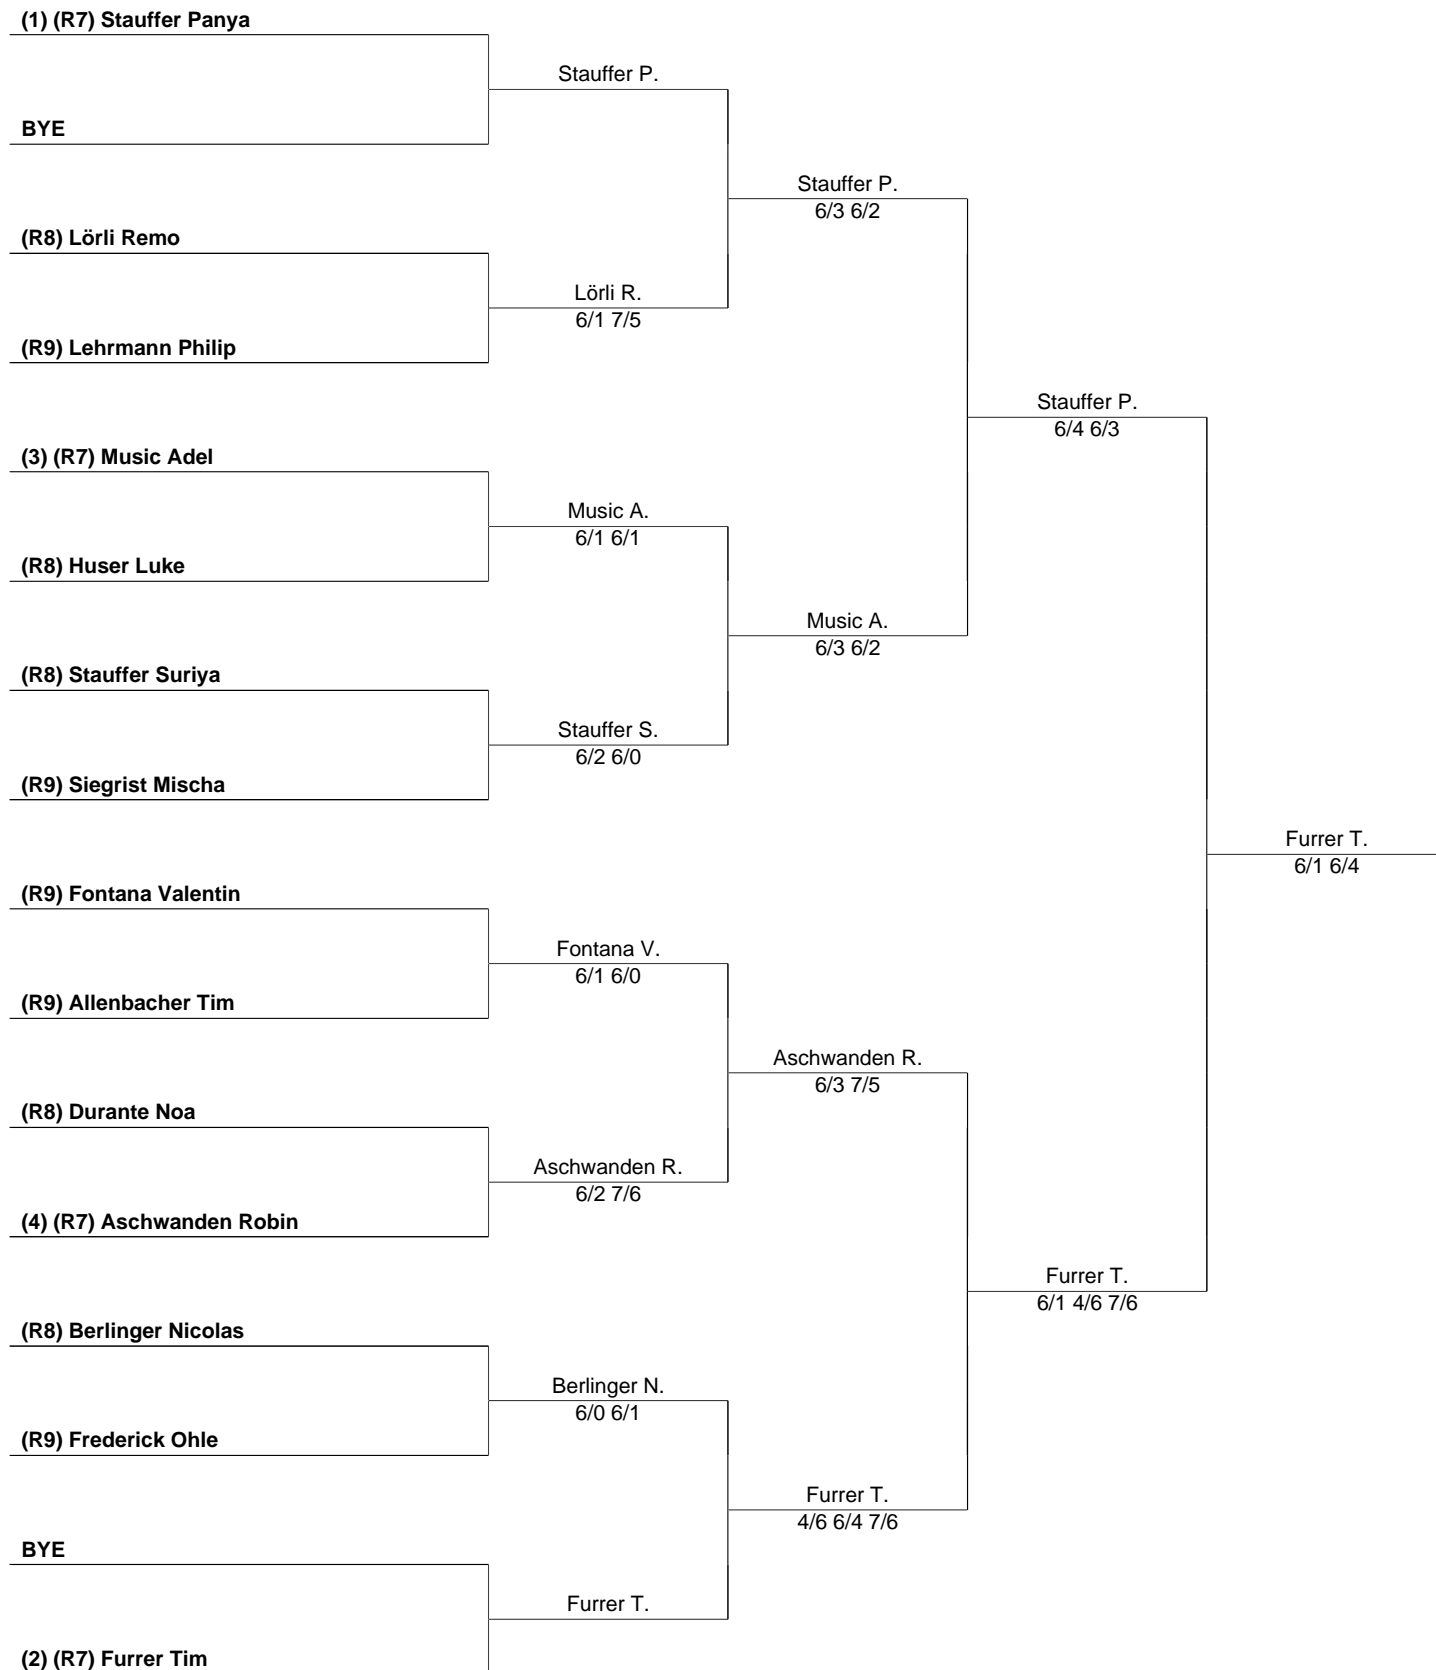 (1) (R7) Stauffer Panya
Stauffer P.
BYE
Stauffer P.
6/3 6/2
(R8) Lörli Remo
Lörli R.
6/1 7/5
(R9) Lehrmann Philip
Stauffer P.
6/4 6/3
(3) (R7) Music Adel
Music A.
6/1 6/1
(R8) Huser Luke
Music A.
6/3 6/2
(R8) Stauffer Suriya
Stauffer S.
6/2 6/0
(R9) Siegrist Mischa
Furrer T.
6/1 6/4
(R9) Fontana Valentin
Fontana V.
6/1 6/0
(R9) Allenbacher Tim
Aschwanden R.
6/3 7/5
(R8) Durante Noa
Aschwanden R.
6/2 7/6
(4) (R7) Aschwanden Robin
Furrer T.
6/1 4/6 7/6
(R8) Berlinger Nicolas
Berlinger N.
6/0 6/1
(R9) Frederick Ohle
Furrer T.
4/6 6/4 7/6
BYE
Furrer T.
(2) (R7) Furrer Tim